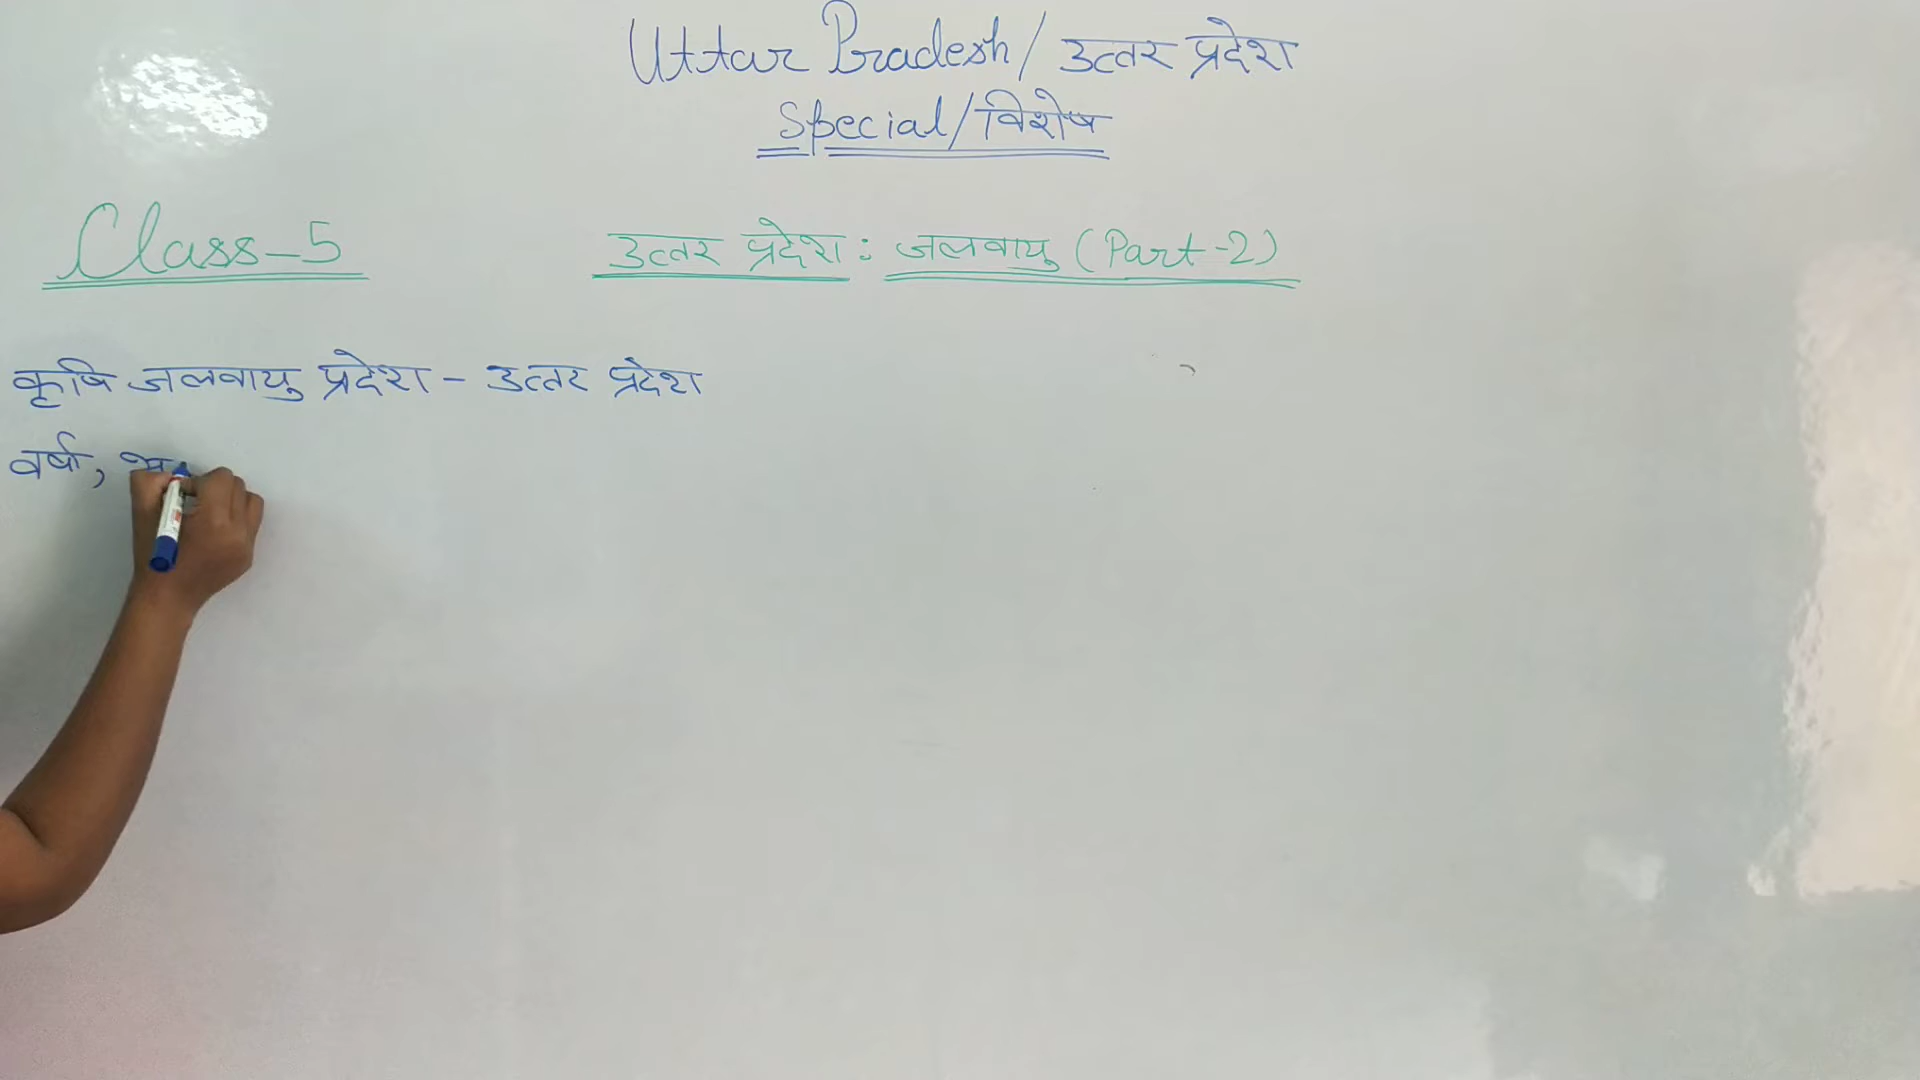 Uttar Pradesh / उत्तर प्रदेश
Special / विशेष
Class-5
उत्तर प्रदेश : जलवायु (Part-2)
कृषि जलवायु प्रदेश - उत्तर प्रदेश
वर्षा,